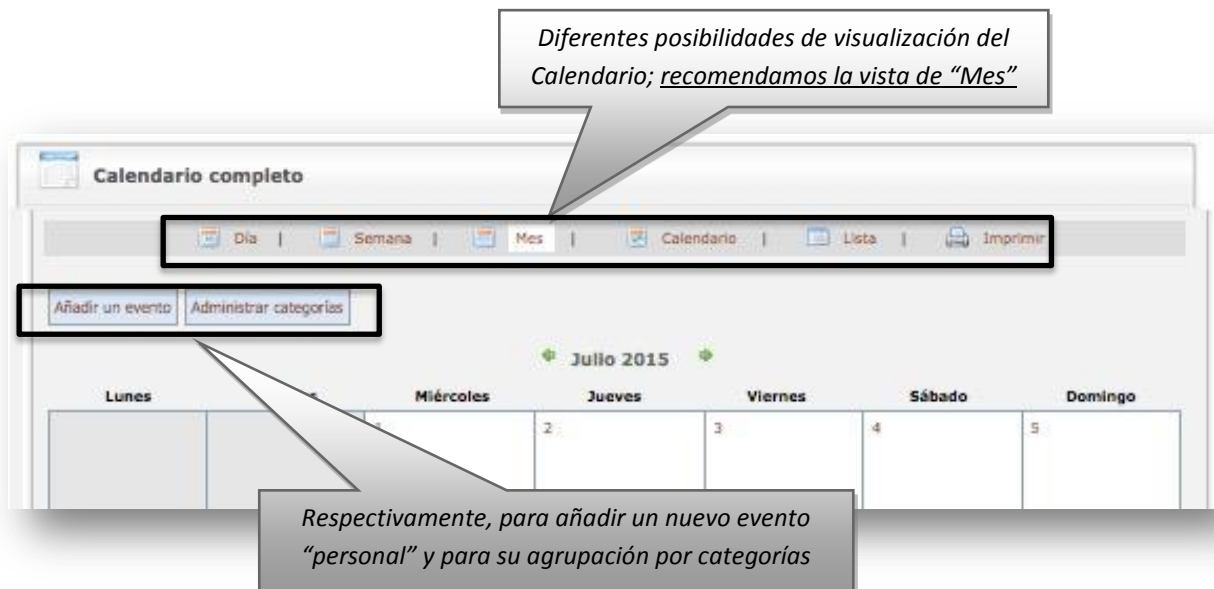 Diferentes posibilidades de visualización del
Calendario; recomendamos la vista de “Mes”
Calendario completo
Día | Semana | Mes | Calendario | Lista | Imprimir
Añadir un evento Administrar categorías
Julio 2015
Lunes Miércoles Jueves Viernes Sábado Domingo
1 2 3 4 5
Respectivamente, para añadir un nuevo evento
“personal” y para su agrupación por categorías